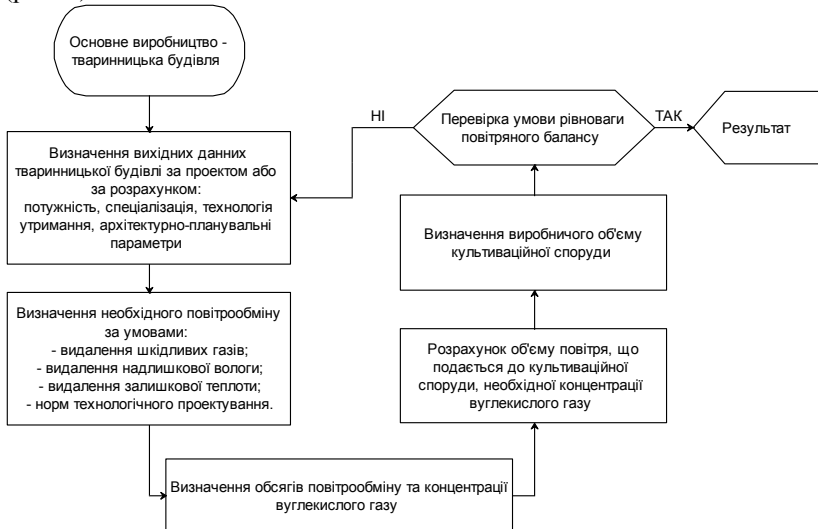 Основне виробництво -
тваринницька будівля
Визначення вихідних данних
тваринницької будівлі за проектом або
за розрахунком:
потужність, спеціалізація, технологія
утримання, архітектурно-планувальні
параметри
Визначення необхідного повітрообміну
за умовами:
- видалення шкідливих газів;
- видалення надлишкової вологи;
- видалення залишкової теплоти;
- норм технологічного проектування.
Визначення обсягів повітрообміну та концентрації
вуглекислого газу
Розрахунок об'єму повітря, що
подається до культиваційної
споруди, необхідної концентрації
вуглекислого газу
Визначення виробничого об'єму
культиваційної споруди
Перевірка умови рівноваги
повітряного балансу
НІ
ТАК
Результат